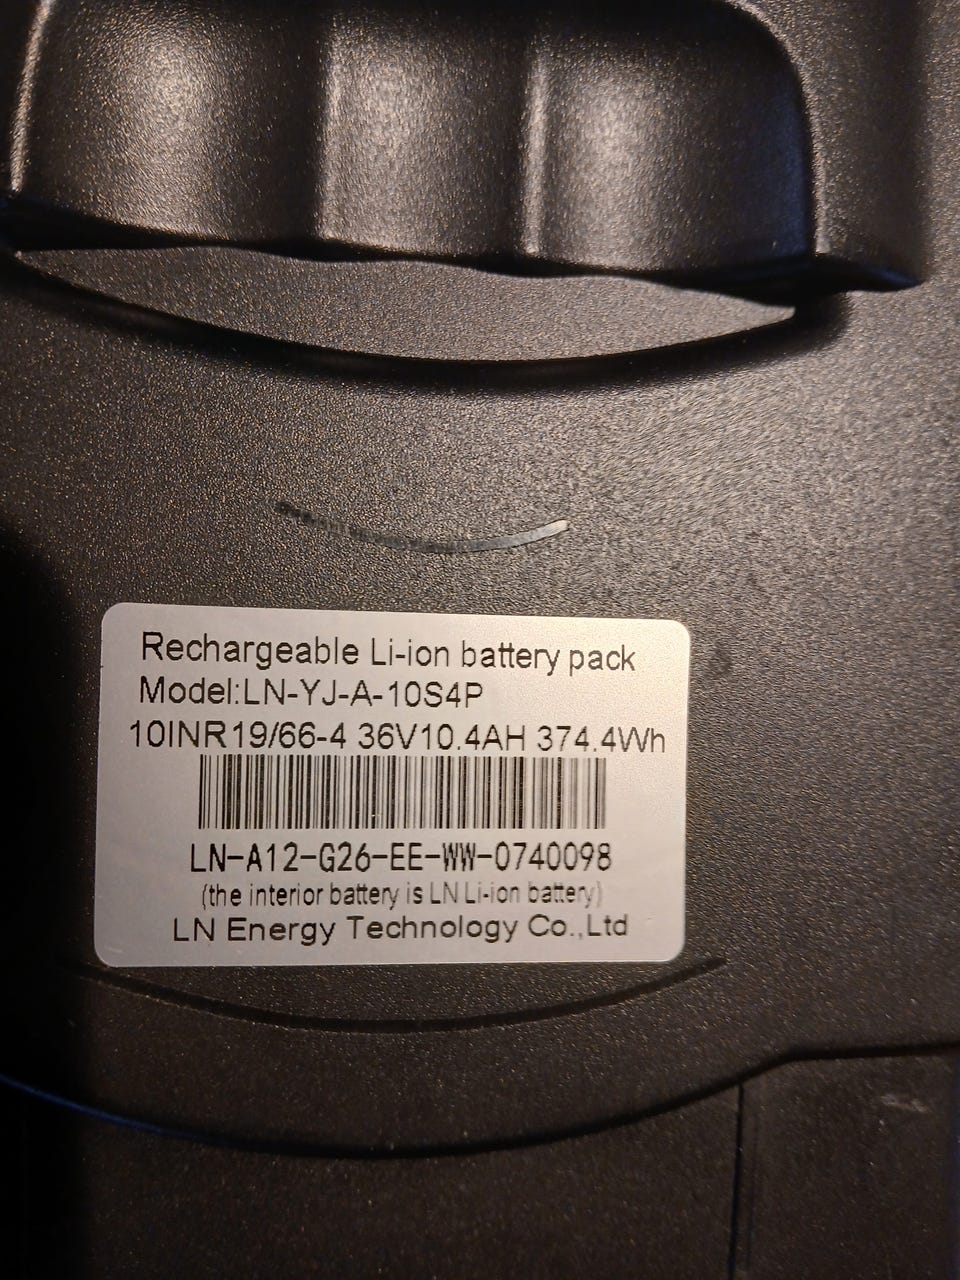 Rechargeable Li-ion battery pack
Model:LN-YJ-A-10S4P
10INR19/66-4 36V10.4AH 374.4Wh
LN-A12-G26-EE-WW-0740098
(the interior battery is LN Li-ion battery)
LN Energy Technology Co.,Ltd